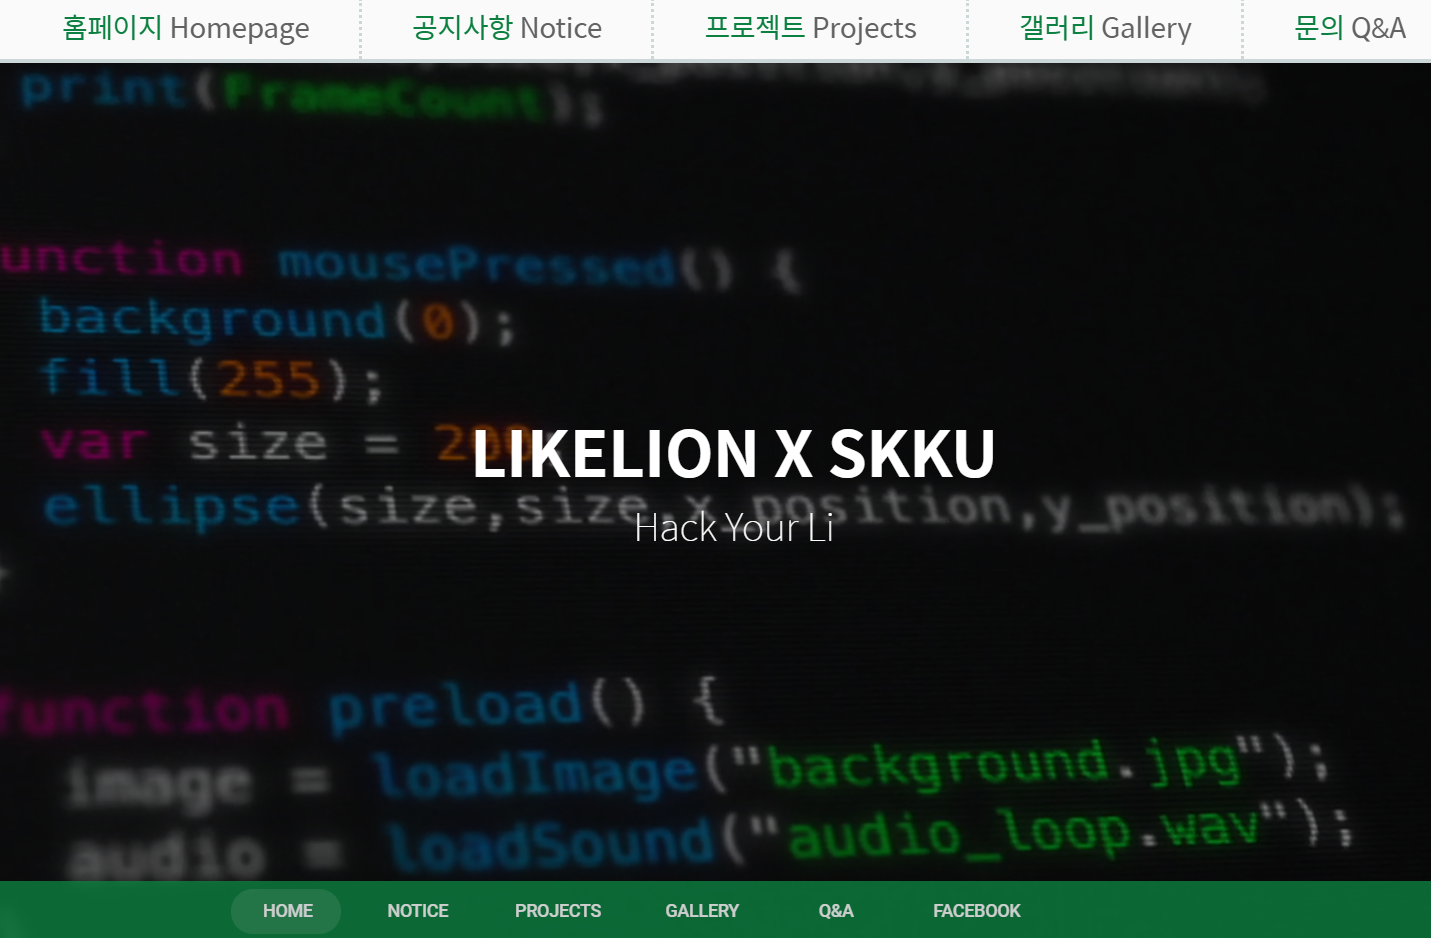 홈페이지 Homepage 공지사항 Notice 프로젝트 Projects 갤러리 Gallery 문의 Q&A
print(FrameCount);
unction mousePressed() {
background(0);
fill(255);
var size = 200;
LIKELION X SKKU
ellipse(size,size,x_position,y_position);
Hack Your Li
}
function preload() {
image = loadImage("background.jpg");
audio = loadSound("audio_loop.wav");
HOME NOTICE PROJECTS GALLERY Q&A FACEBOOK